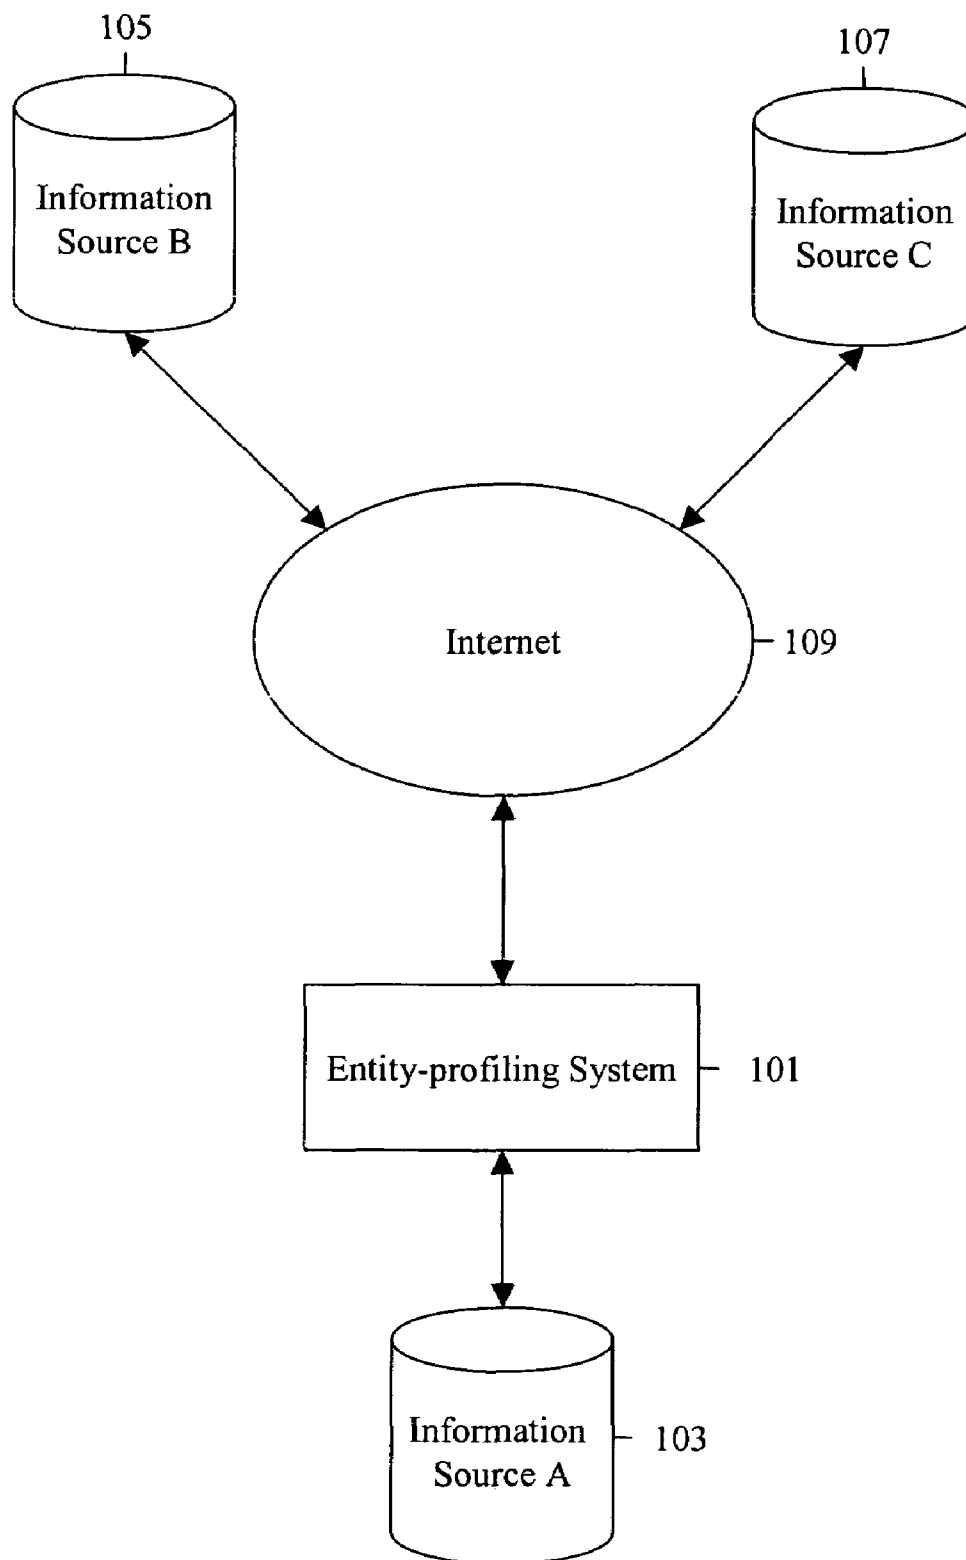 105
107
Information
Source B
Information
Source C
Internet
109
Entity-profiling System
101
Information
Source A
103